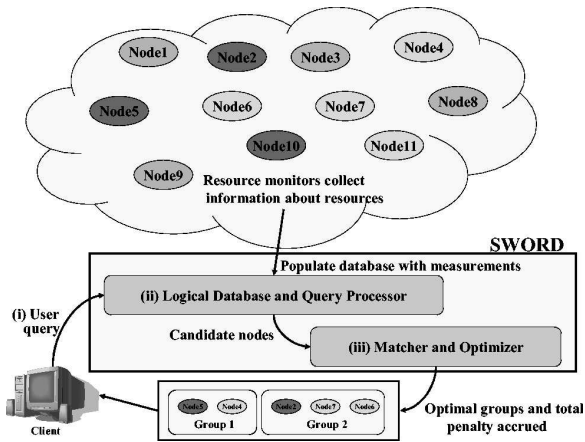 Node1
Node2
Node3
Node4
Node5
Node6
Node7
Node8
Node10
Node11
Node9
Resource monitors collect
information about resources
SWORD
Populate database with measurements
(ii) Logical Database and Query Processor
(i) User
query
Candidate nodes
(iii) Matcher and Optimizer
Client
Node5
Node4
Group 1
Node2
Node7
Node6
Group 2
Optimal groups and total
penalty accrued